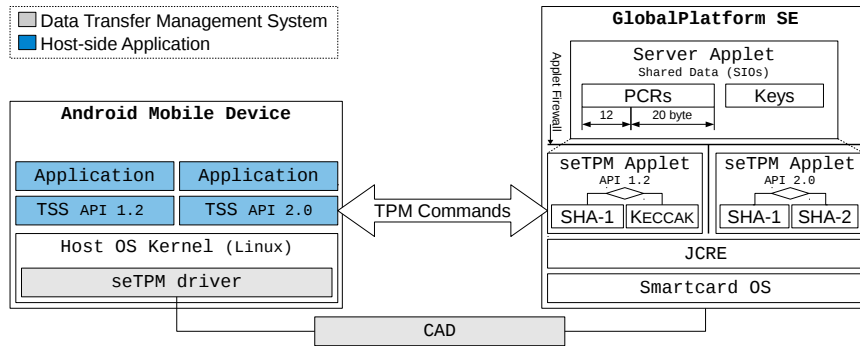 Data Transfer Management System
Host-side Application
Android Mobile Device
Application
Application
TSS API 1.2
TSS API 2.0
Host OS Kernel (Linux)
seTPM driver
TPM Commands
CAD
GlobalPlatform SE
Applet Firewall
Server Applet
Shared Data (SIOs)
PCRs
Keys
12
20 byte
seTPM Applet
API 1.2
SHA-1
KECCAK
seTPM Applet
API 2.0
SHA-1
SHA-2
JCRE
Smartcard OS